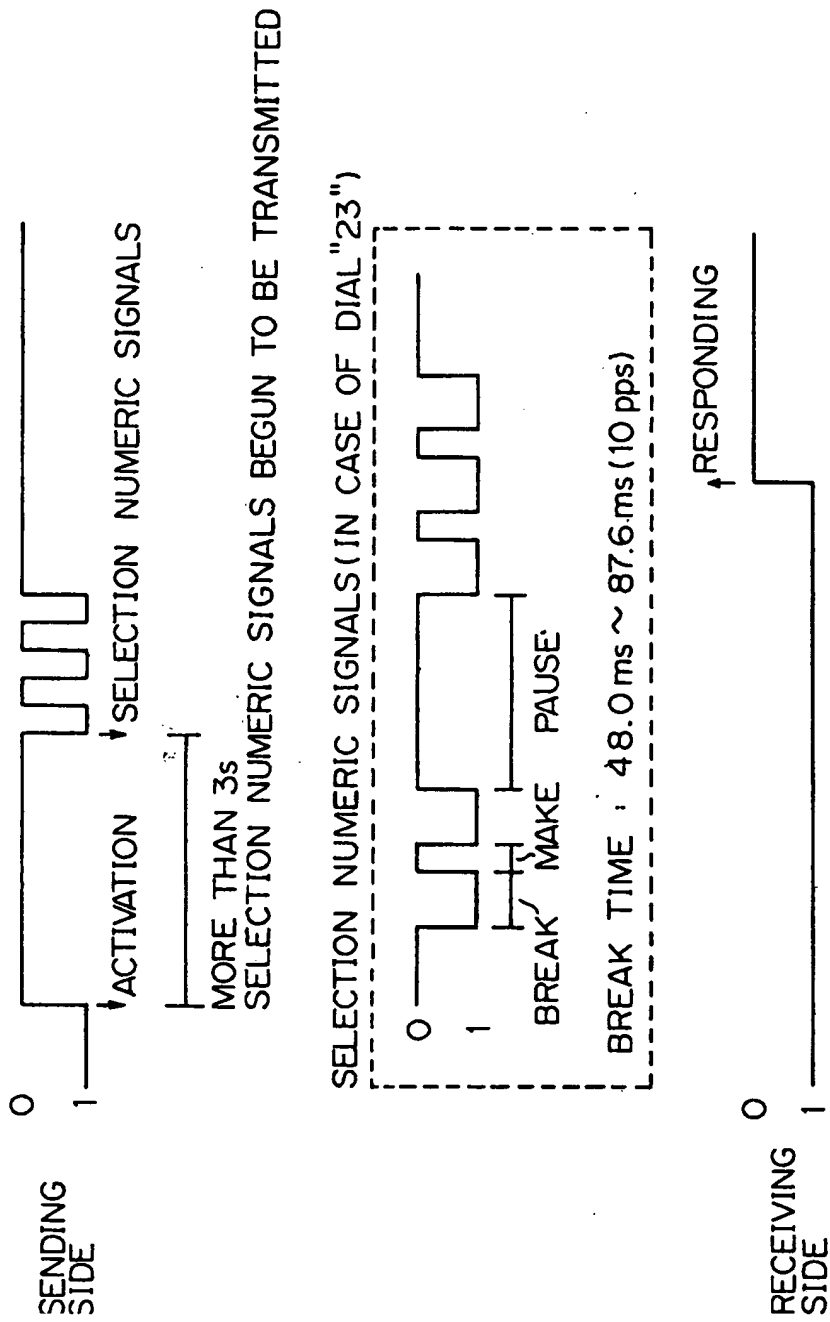 SENDING
SIDE
0
1
ACTIVATION
SELECTION NUMERIC SIGNALS
MORE THAN 3s
SELECTION NUMERIC SIGNALS BEGUN TO BE TRANSMITTED
SELECTION NUMERIC SIGNALS (IN CASE OF DIAL "23")
0
1
BREAK MAKE PAUSE
BREAK TIME : 48.0 ms ~ 87.6 ms (10 pps)
RESPONDING
RECEIVING
SIDE
0
1